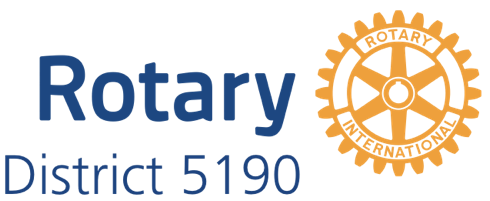 Rotary
District 5190
ROTARY
INTERNATIONAL